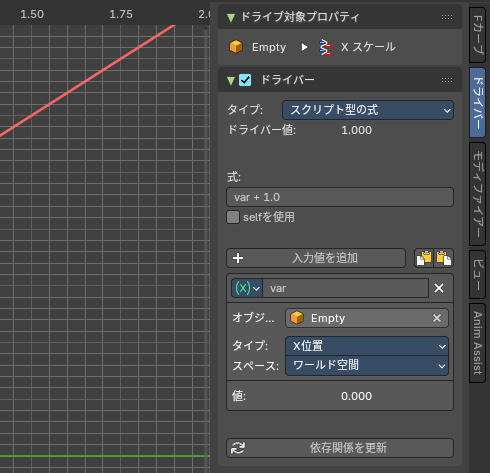 1.50 1.75 2.0
ドライブ対象プロパティ
Empty X スケール
ドライバー
タイプ: スクリプト型の式
ドライバー値: 1.000
式:
var + 1.0
selfを使用
入力値を追加
(x) var
オブジ... Empty
タイプ: X位置
スペース: ワールド空間
値: 0.000
依存関係を更新
Fカーブ
ドライバー
モディファイアー
ビュー
Anim Assist